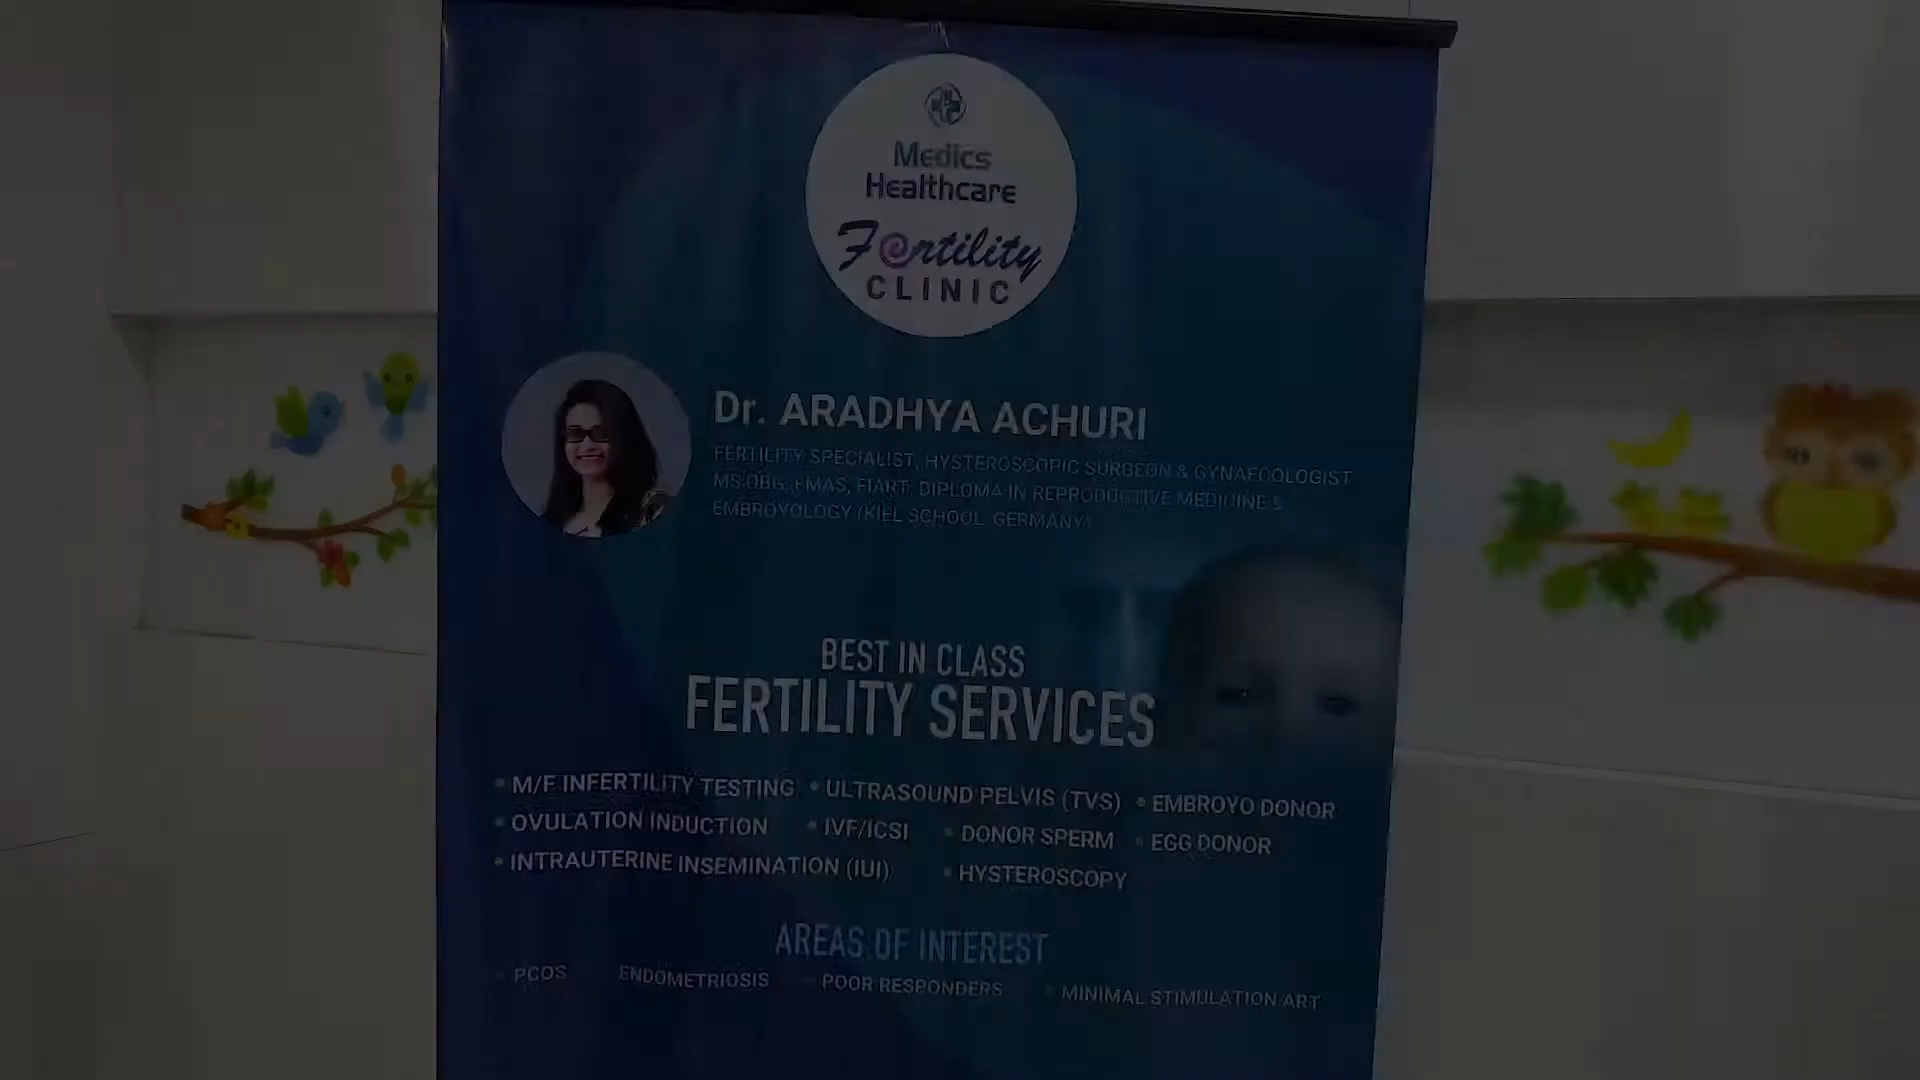 Medics
Healthcare
Fertility
CLINIC
Dr. ARADHYA ACHURI
FERTILITY SPECIALIST, HYSTEROSCOPIC SURGEON & GYNAECOLOGIST
MS OBG, FMAS, FIART, DIPLOMA IN REPRODUCTIVE MEDICINE &
EMBROYOLOGY (KIEL SCHOOL, GERMANY)
BEST IN CLASS
FERTILITY SERVICES
• M/F INFERTILITY TESTING • ULTRASOUND PELVIS (TVS) • EMBROYO DONOR
• OVULATION INDUCTION • IVF/ICSI • DONOR SPERM • EGG DONOR
• INTRAUTERINE INSEMINATION (IUI) • HYSTEROSCOPY
AREAS OF INTEREST
• PCOS ENDOMETRIOSIS • POOR RESPONDERS • MINIMAL STIMULATION ART